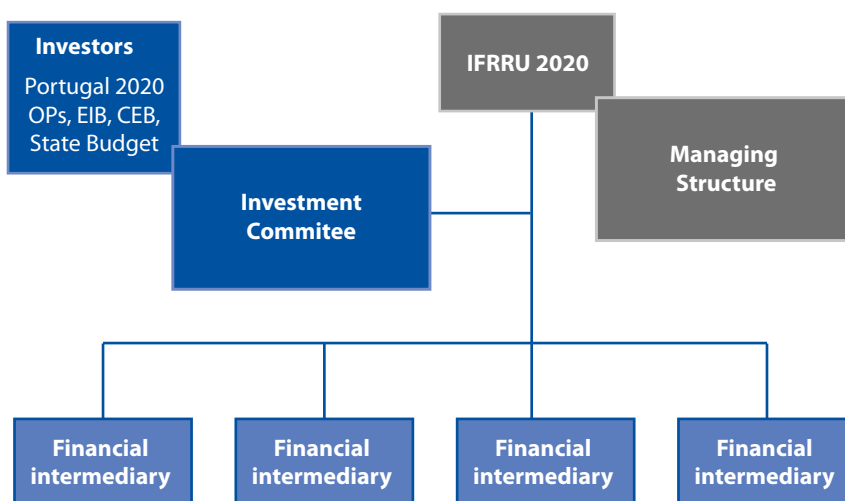 Investors
Portugal 2020
OPs, EIB, CEB,
State Budget
IFRRU 2020
Managing
Structure
Investment
Commitee
Financial
intermediary
Financial
intermediary
Financial
intermediary
Financial
intermediary